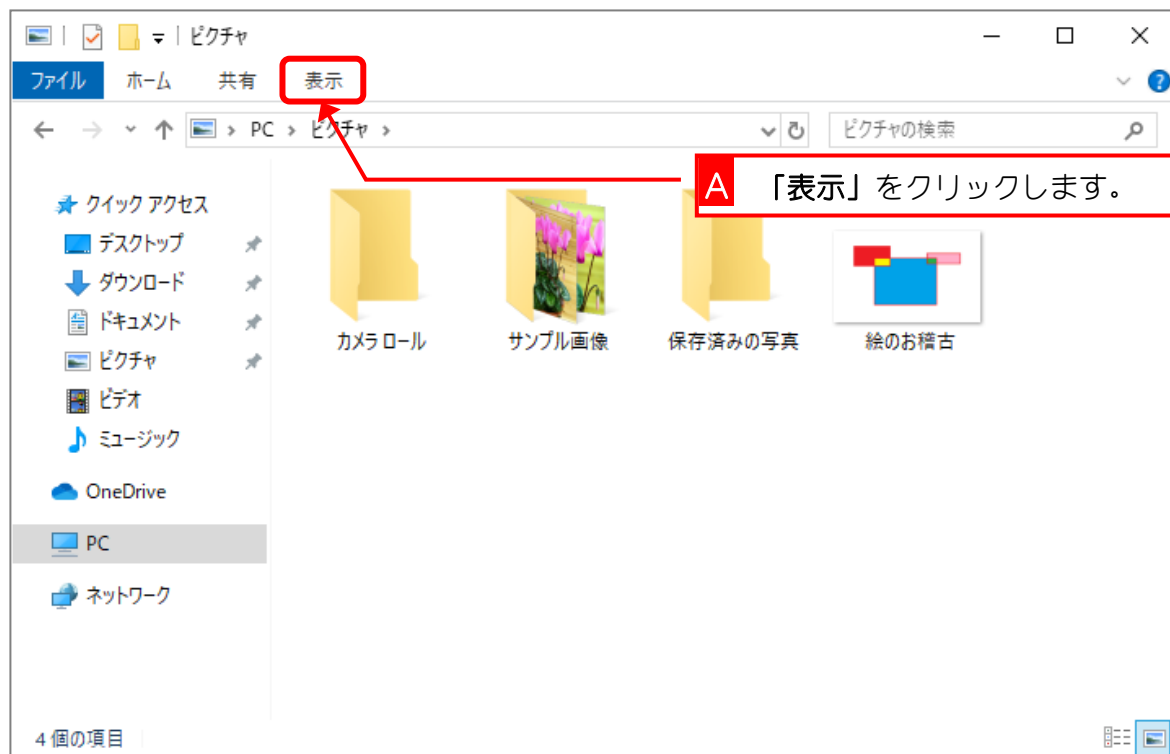 ピクチャ
ファイル ホーム 共有 表示
PC ピクチャ ピクチャの検索
A 「表示」をクリックします。
クイック アクセス
デスクトップ
ダウンロード
ドキュメント
ピクチャ
ビデオ
ミュージック
OneDrive
PC
ネットワーク
カメラ ロール サンプル画像 保存済みの写真 絵のお稽古
4 個の項目